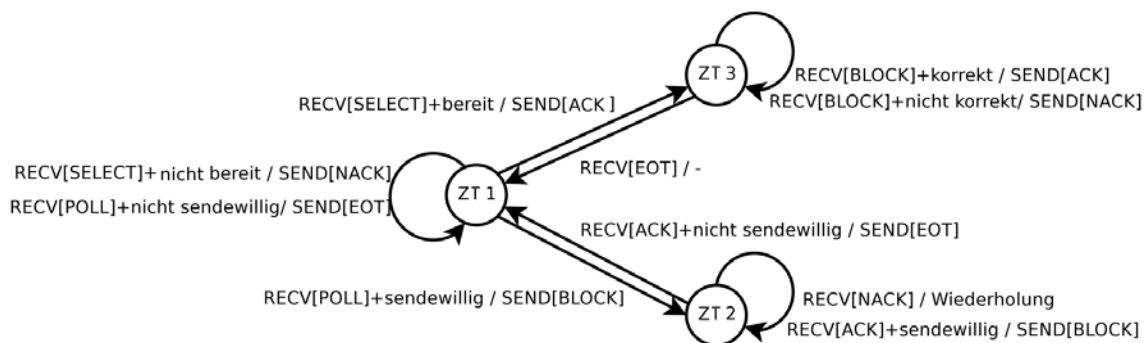 ZT 3
RECV[BLOCK]+korrekt / SEND[ACK]
RECV[BLOCK]+nicht korrekt/ SEND[NACK]
RECV[SELECT]+bereit / SEND[ACK ]
RECV[SELECT]+ nicht bereit / SEND[NACK]
RECV[POLL]+nicht sendewillig/ SEND[EOT]
ZT 1
RECV[EOT] / -
RECV[ACK]+nicht sendewillig / SEND[EOT]
RECV[POLL]+sendewillig / SEND[BLOCK]
ZT 2
RECV[NACK] / Wiederholung
RECV[ACK]+sendewillig / SEND[BLOCK]